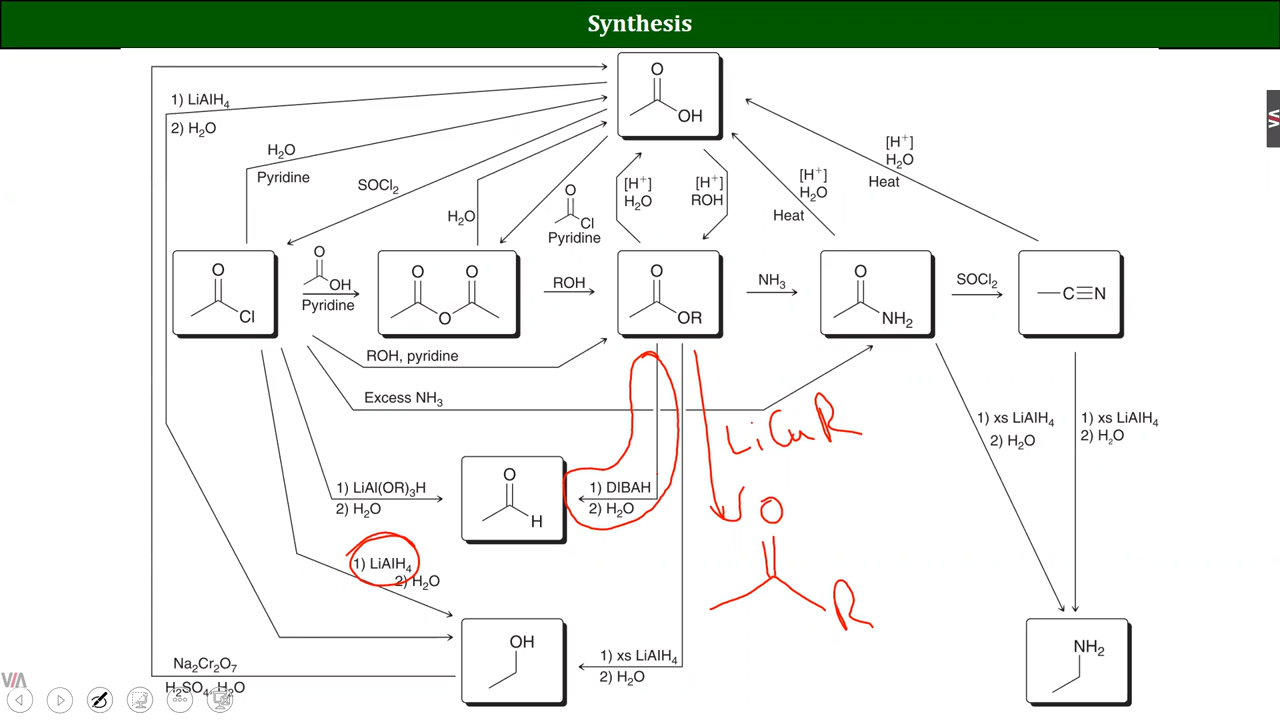 Synthesis
O
OH
1) LiAlH4
2) H2O
H2O
Pyridine
SOCl2
H2O
O
Cl
Pyridine
[H+]
H2O
[H+]
ROH
[H+]
H2O
Heat
[H+]
H2O
Heat
O
Cl
O
OH
Pyridine
O
O
O
ROH
O
OR
NH3
O
NH2
SOCl2
C≡N
ROH, pyridine
Excess NH3
1) xs LiAlH4
2) H2O
1) xs LiAlH4
2) H2O
LiCuR
1) LiAl(OR)3H
2) H2O
O
H
1) DIBAH
2) H2O
O
R
1) LiAlH4
2) H2O
OH
1) xs LiAlH4
2) H2O
NH2
Na2Cr2O7
H2SO4, H2O
VIA
VIA